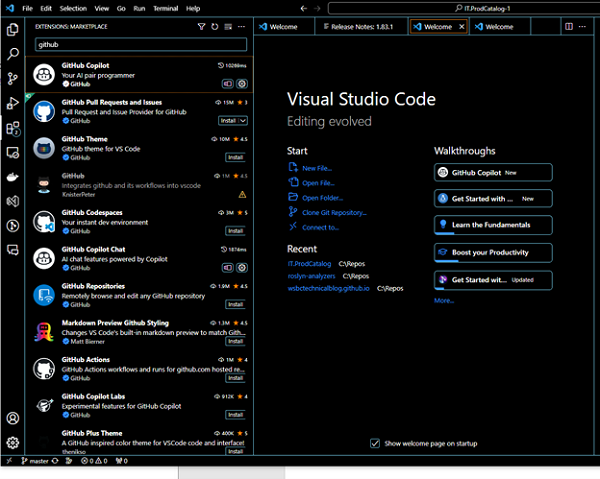 File Edit Selection View Go Run Terminal Help
IT.ProdCatalog-1
EXTENSIONS: MARKETPLACE
github
GitHub Copilot 10298ms
Your AI pair programmer
GitHub
GitHub Pull Requests and Issues 15M 3
Pull Request and Issue Provider for GitHub
GitHub Install
GitHub Theme 10M 4.5
GitHub theme for VS Code
GitHub Install
GitHub 1M 4.5
Integrates github and its workflows into vscode
KnisterPeter
GitHub Codespaces 3M 5
Your instant dev environment
GitHub Install
GitHub Copilot Chat 1874ms
AI chat features powered by Copilot
GitHub
GitHub Repositories 1.9M 4.5
Remotely browse and edit any GitHub repository
GitHub Install
Markdown Preview Github Styling 1.3M 4.5
Changes VS Code's built-in markdown preview to match Gith...
Matt Bierner Install
GitHub Actions 1M 4
GitHub Actions workflows and runs for github.com hosted re...
GitHub Install
GitHub Copilot Labs 912K 4
Experimental features for GitHub Copilot
GitHub Install
GitHub Plus Theme 400K 5
A GitHub inspired color theme for VSCode code and interface!
thenikso Install
Welcome Release Notes: 1.83.1 Welcome Welcome
Visual Studio Code
Editing evolved
Start
New File...
Open File...
Open Folder...
Clone Git Repository...
Connect to...
Recent
IT.ProdCatalog C:\Repos
roslyn-analyzers C:\Repos
wsbctechnicalblog.github.io C:\Repos
Walkthroughs
GitHub Copilot New
Get Started with ... New
Learn the Fundamentals
Boost your Productivity
Get Started wit... Updated
More...
Show welcome page on startup
master 0 0 0